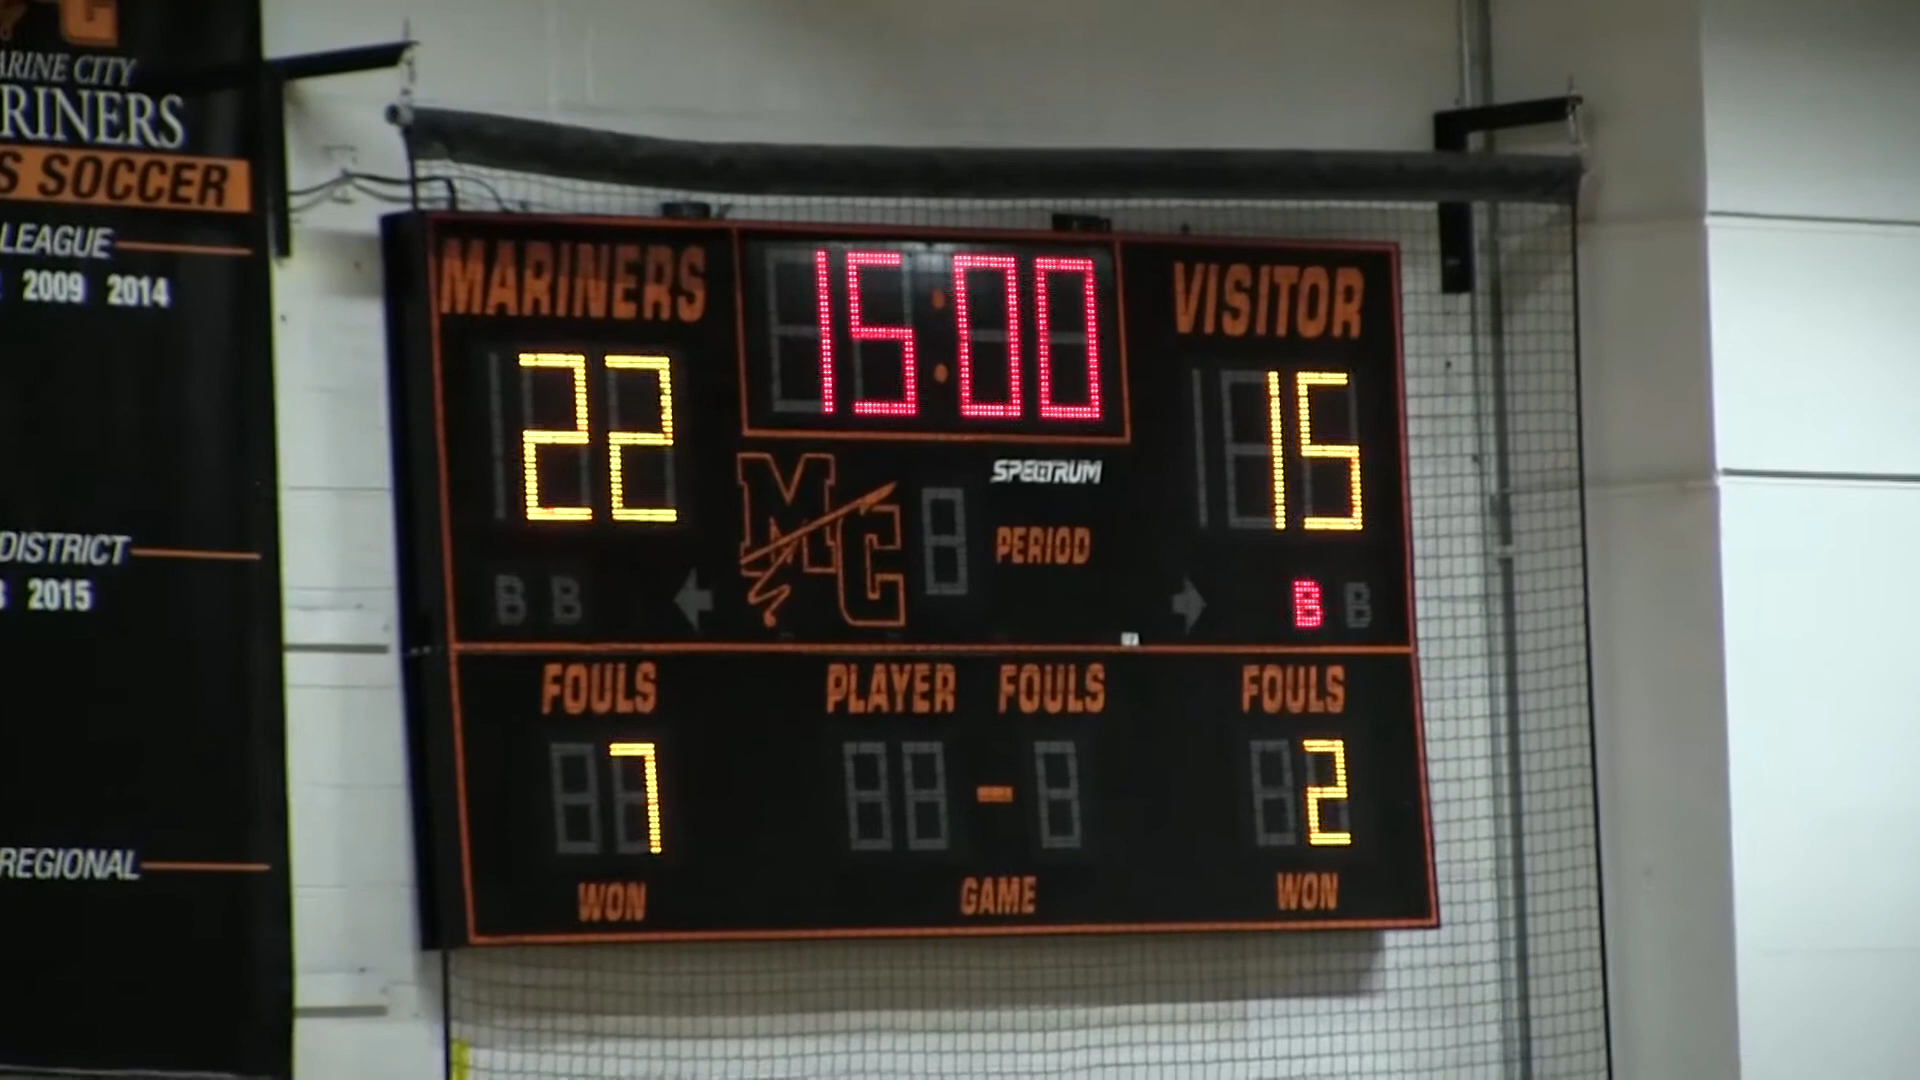 ARINE CITY
RINERS
S SOCCER
LEAGUE
2009 2014
DISTRICT
2015
REGIONAL
MARINERS
15:00
VISITOR
22
15
MC
SPECTRUM
PERIOD
B B
B B
FOULS
PLAYER FOULS
FOULS
7
-
2
WON
GAME
WON